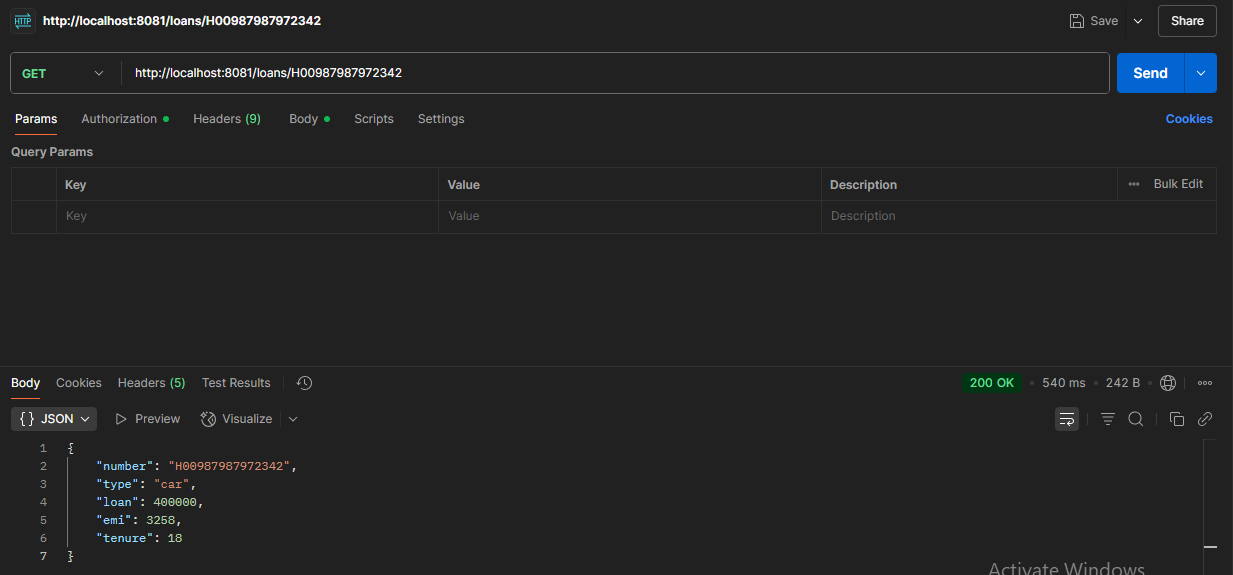 HTTP http://localhost:8081/loans/H00987987972342 Save Share
GET http://localhost:8081/loans/H00987987972342 Send
Params Authorization Headers (9) Body Scripts Settings Cookies
Query Params
Key Value Description ••• Bulk Edit
Key Value Description
Body Cookies Headers (5) Test Results 200 OK • 540 ms • 242 B • •••
{} JSON Preview Visualize
1 {
2 "number": "H00987987972342",
3 "type": "car",
4 "loan": 400000,
5 "emi": 3258,
6 "tenure": 18
7 }
Activate Windows